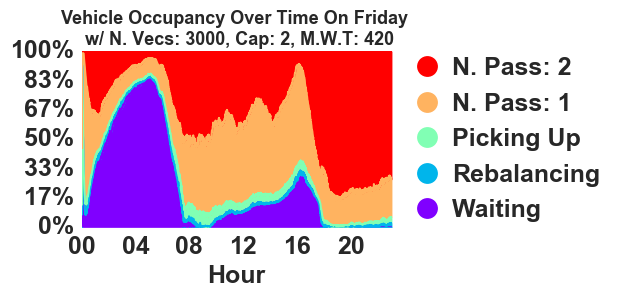 Vehicle Occupancy Over Time On Friday
w/ N. Vecs: 3000, Cap: 2, M.W.T: 420
100%
83%
67%
50%
33%
17%
0%
00 04 08 12 16 20
Hour
N. Pass: 2
N. Pass: 1
Picking Up
Rebalancing
Waiting